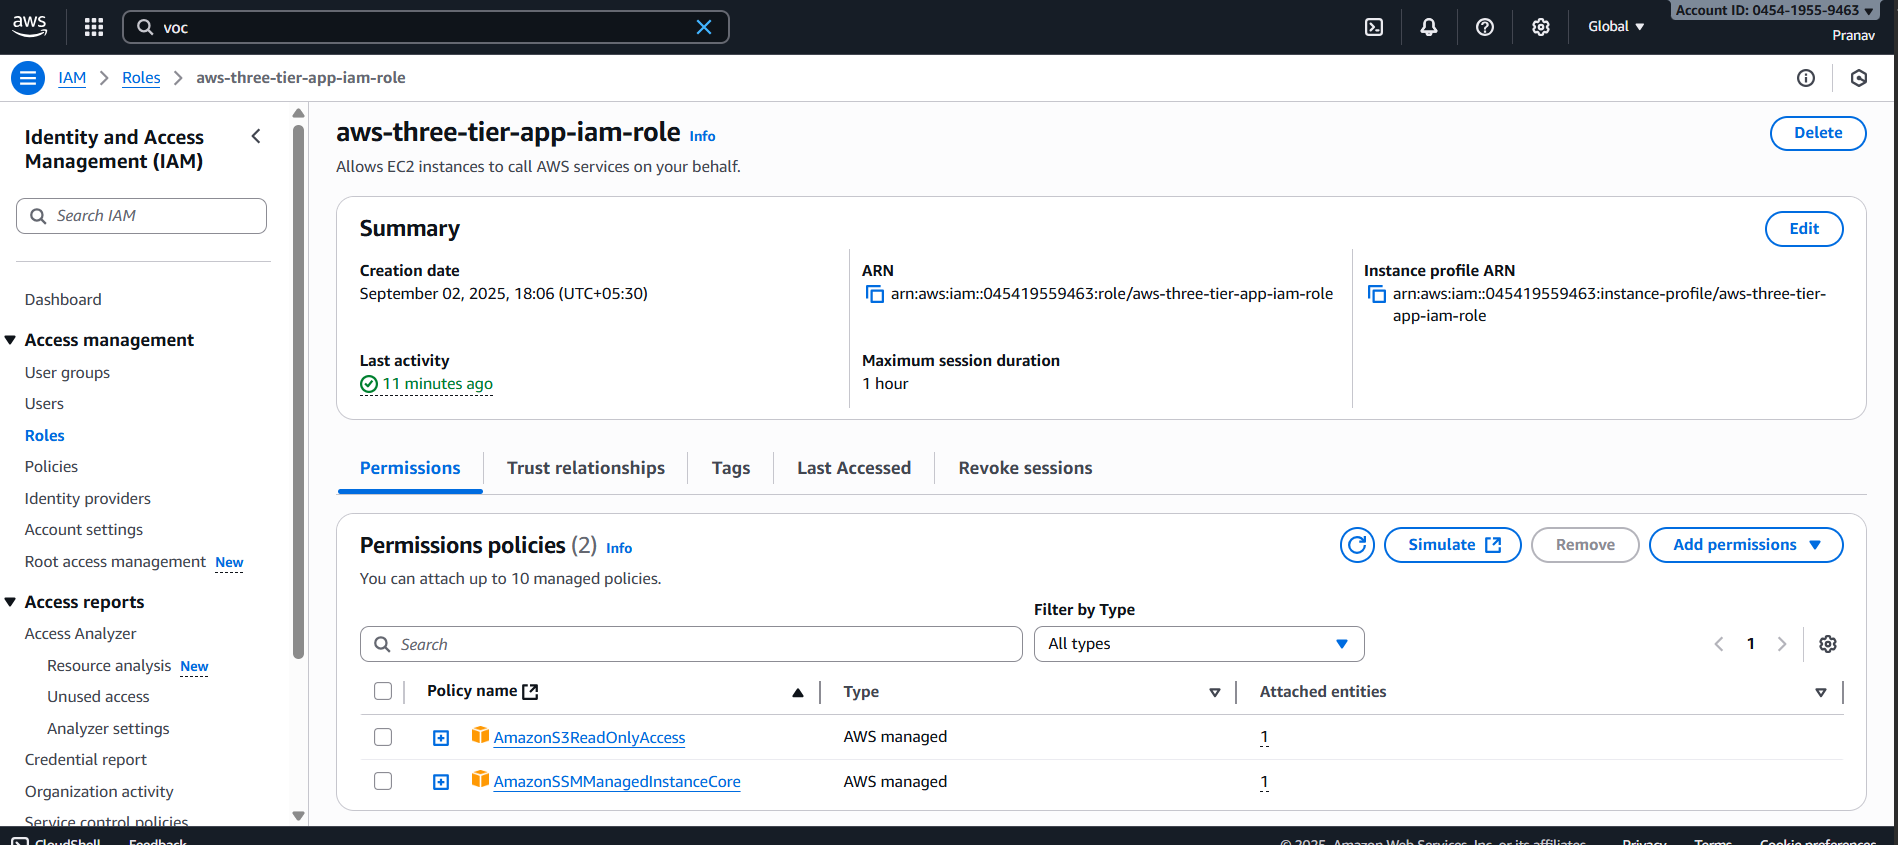 aws
voc
Global
Account ID: 0454-1955-9463
Pranav
IAM > Roles > aws-three-tier-app-iam-role
Identity and Access
Management (IAM)
Search IAM
Dashboard
Access management
User groups
Users
Roles
Policies
Identity providers
Account settings
Root access management New
Access reports
Access Analyzer
Resource analysis New
Unused access
Analyzer settings
Credential report
Organization activity
Service control policies
aws-three-tier-app-iam-role Info
Delete
Allows EC2 instances to call AWS services on your behalf.
Summary
Edit
Creation date
September 02, 2025, 18:06 (UTC+05:30)
ARN
arn:aws:iam::045419559463:role/aws-three-tier-app-iam-role
Instance profile ARN
arn:aws:iam::045419559463:instance-profile/aws-three-tier-
app-iam-role
Last activity
11 minutes ago
Maximum session duration
1 hour
Permissions
Trust relationships
Tags
Last Accessed
Revoke sessions
Permissions policies (2) Info
Simulate
Remove
Add permissions
You can attach up to 10 managed policies.
Filter by Type
Search
All types
1
Policy name
Type
Attached entities
AmazonS3ReadOnlyAccess
AWS managed
1
AmazonSSMManagedInstanceCore
AWS managed
1
CloudShell
Feedback
© 2025, Amazon Web Services, Inc. or its affiliates.
Privacy
Terms
Cookie preferences